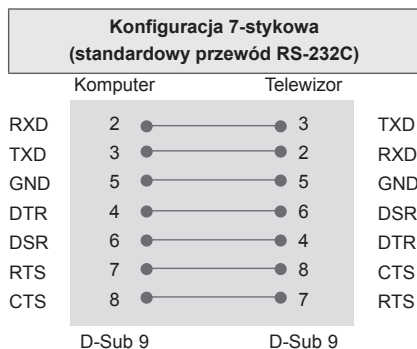 Konfiguracja 7-stykowa
(standardowy przewód RS-232C)
Komputer Telewizor
RXD 2 3 TXD
TXD 3 2 RXD
GND 5 5 GND
DTR 4 6 DSR
DSR 6 4 DTR
RTS 7 8 CTS
CTS 8 7 RTS
D-Sub 9 D-Sub 9